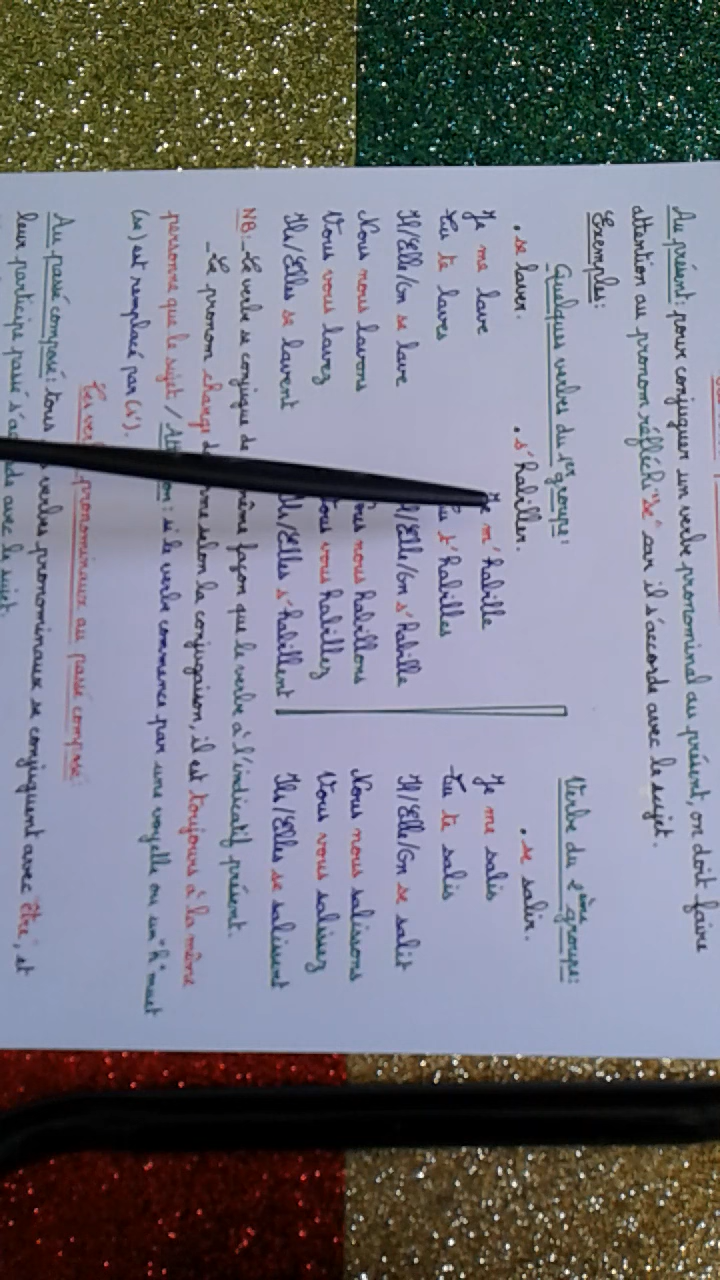 Au présent: pour conjuguer un verbe pronominal au présent, on doit faire
attention au pronom réfléchi "se" car il s'accorde avec le sujet.
Exemples:
Quelques verbes du 1er groupe:
Verbe du 2ème groupe:
. se laver.
. s'habiller.
. se salir.
Je me lave
Je m'habille
Je me salis
Tu te laves
t'habilles
Tu te salis
Il/Elle/On se lave
Il/Elle/On s'habille
Il/Elle/On se salit
Nous nous lavons
nous habillons
Nous nous salissons
Vous vous lavez
vous habillez
Vous vous salissez
Ils/Elles se lavent
Ils/Elles s'habillent
Ils/Elles se salissent
NB: - Le verbe se conjugue de même façon que le verbe à l'indicatif présent.
- Le pronom change de selon la conjugaison, il est toujours à la même
personne que le sujet / si le verbe commence par une voyelle ou un "h" muet
(se) est remplacé par (s').
Les pronominaux au passé composé:
Au passé composé: tous verbes pronominaux se conjuguent avec "être", et
leur participe passé avec le sujet